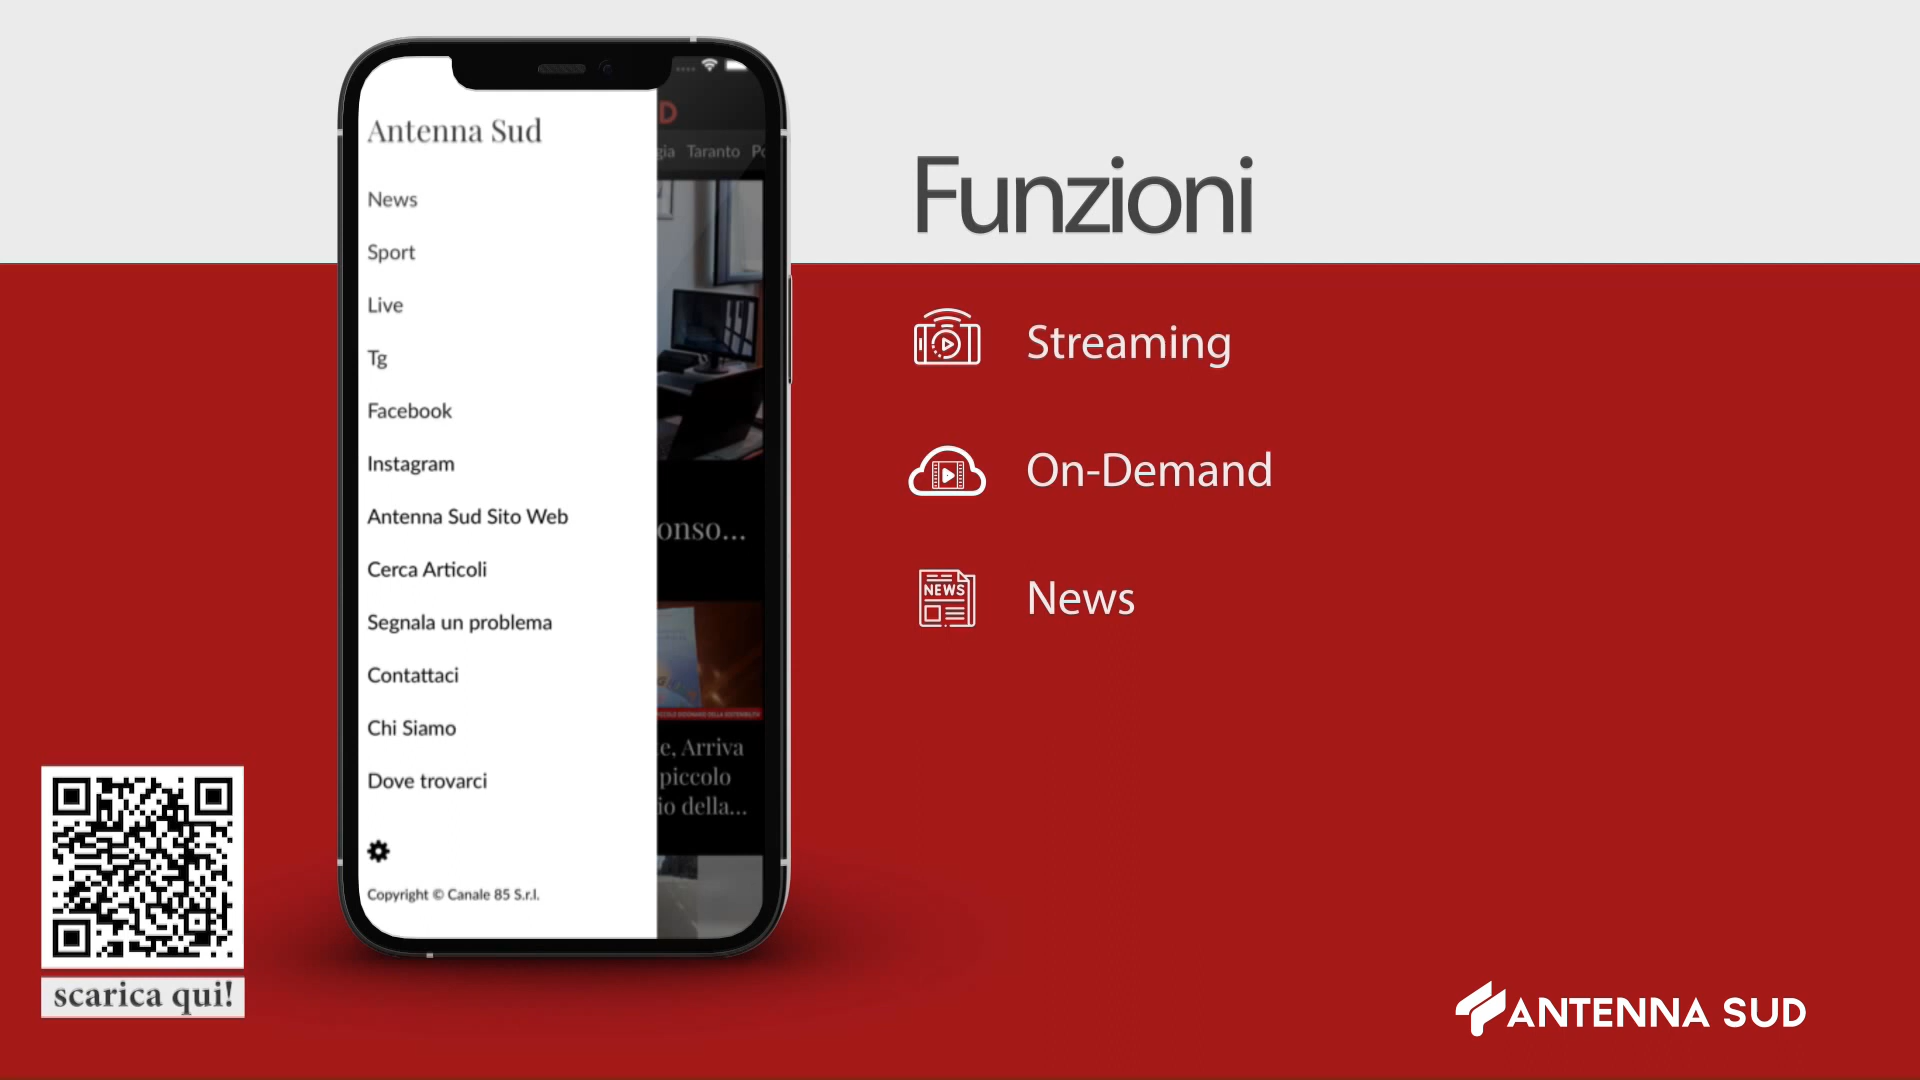 Antenna Sud
News
Sport
Live
Tg
Facebook
Instagram
Antenna Sud Sito Web
Cerca Articoli
Segnala un problema
Contattaci
Chi Siamo
Dove trovarci
Copyright © Canale 85 S.r.l.
D
gia Taranto Po
onso...
e, Arriva
piccolo
io della...
Funzioni
Streaming
On-Demand
NEWS
News
scarica qui!
ANTENNA SUD